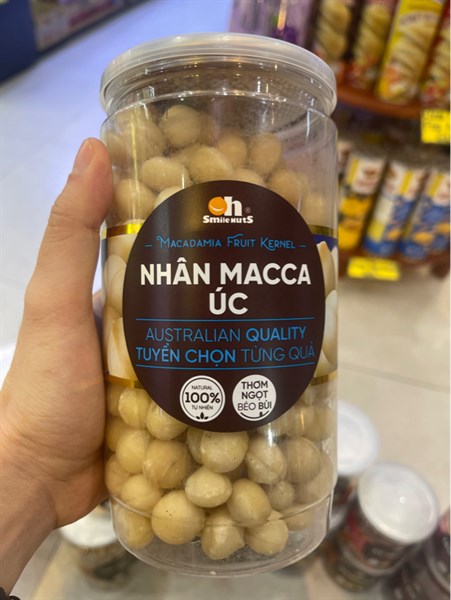 oh
Smile Nuts
MACADAMIA FRUIT KERNEL
NHÂN MACCA
ÚC
AUSTRALIAN QUALITY
TUYỂN CHỌN TỪNG QUẢ
NATURAL
100%
TỰ NHIÊN
THƠM
NGỌT
BÉO BÙI